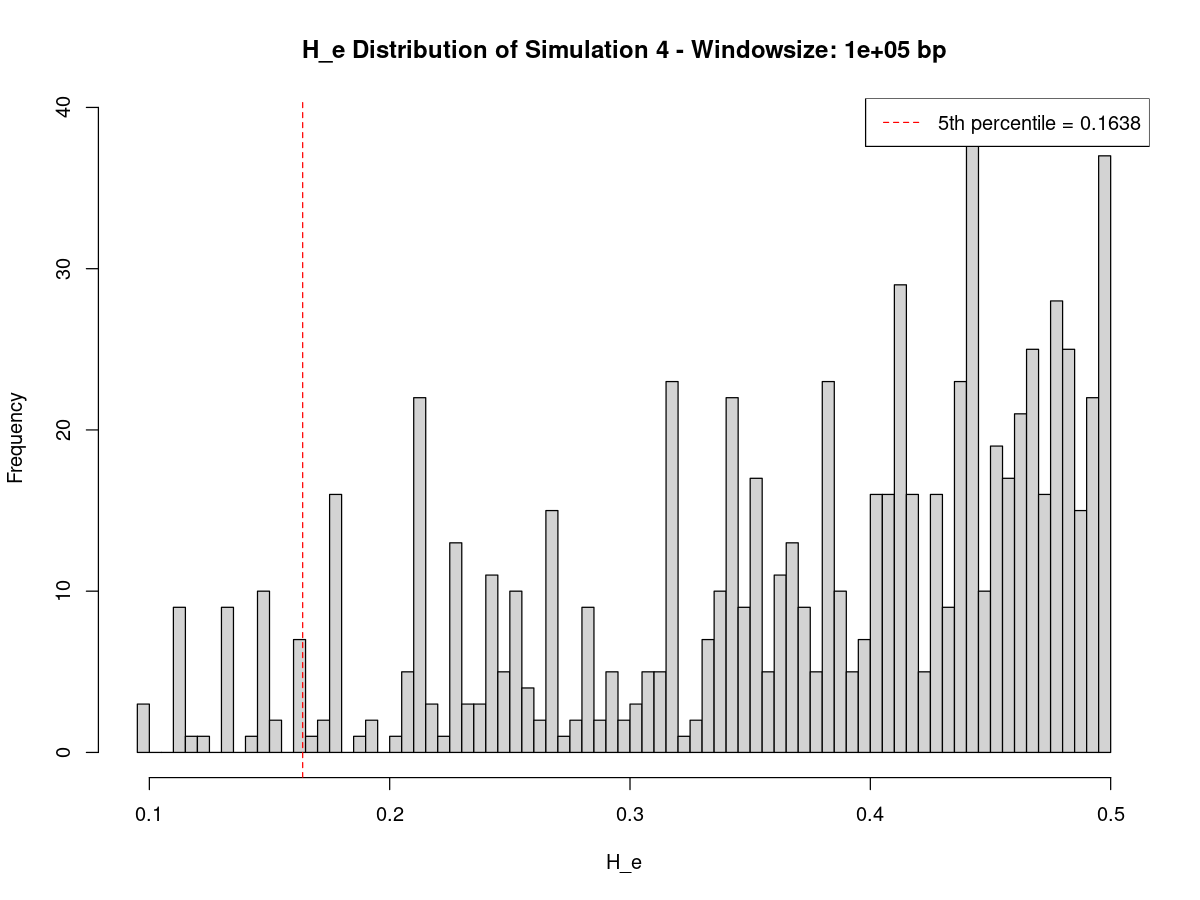 H_e Distribution of Simulation 4 - Windowsize: 1e+05 bp
5th percentile = 0.1638
40
30
20
10
0
Frequency
0.1 0.2 0.3 0.4 0.5
H_e